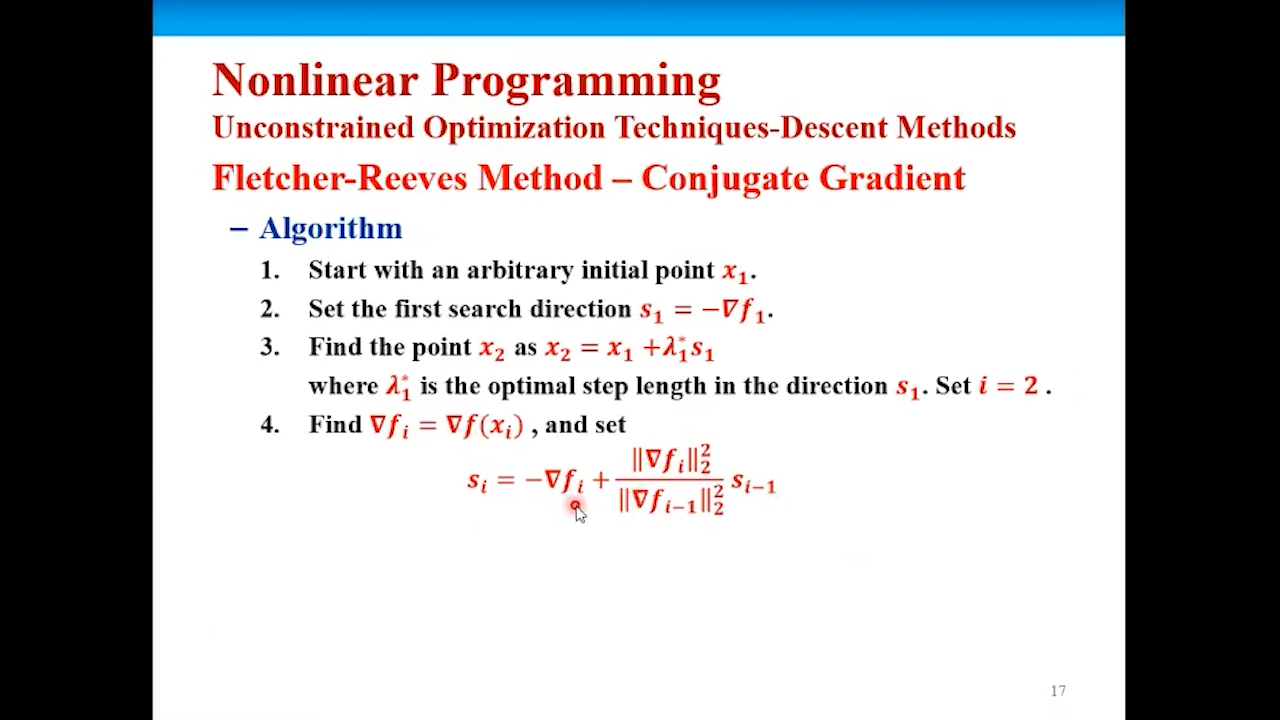 Nonlinear Programming
Unconstrained Optimization Techniques-Descent Methods
Fletcher-Reeves Method – Conjugate Gradient
– Algorithm
1. Start with an arbitrary initial point x₁.
2. Set the first search direction s₁ = −∇f₁.
3. Find the point x₂ as x₂ = x₁ +λ₁*s₁
where λ₁* is the optimal step length in the direction s₁. Set i = 2 .
4. Find ∇fᵢ = ∇f(xᵢ) , and set
sᵢ = −∇fᵢ + ‖∇fᵢ‖₂² / ‖∇fᵢ₋₁‖₂² sᵢ₋₁
17